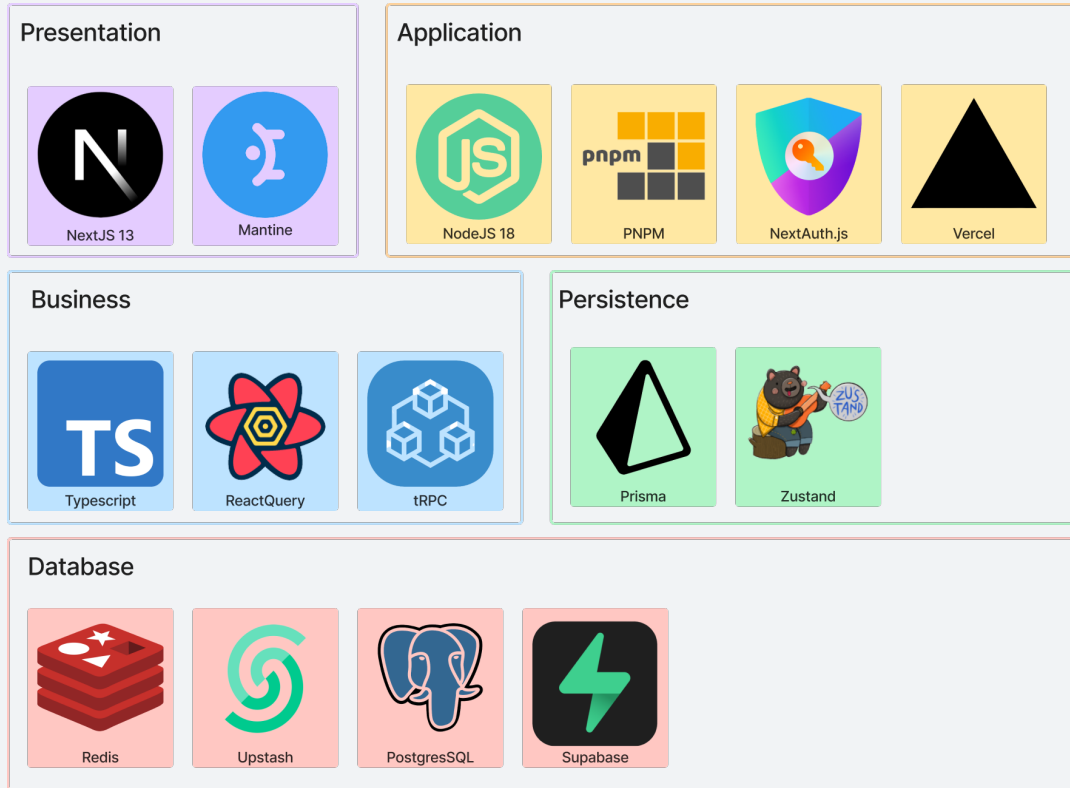 Presentation
Application
NextJS 13
Mantine
JS
NodeJS 18
pnpm
PNPM
NextAuth.js
Vercel
Business
Persistence
TS
Typescript
ReactQuery
tRPC
Prisma
ZUS
TAND
Zustand
Database
Redis
Upstash
PostgresSQL
Supabase